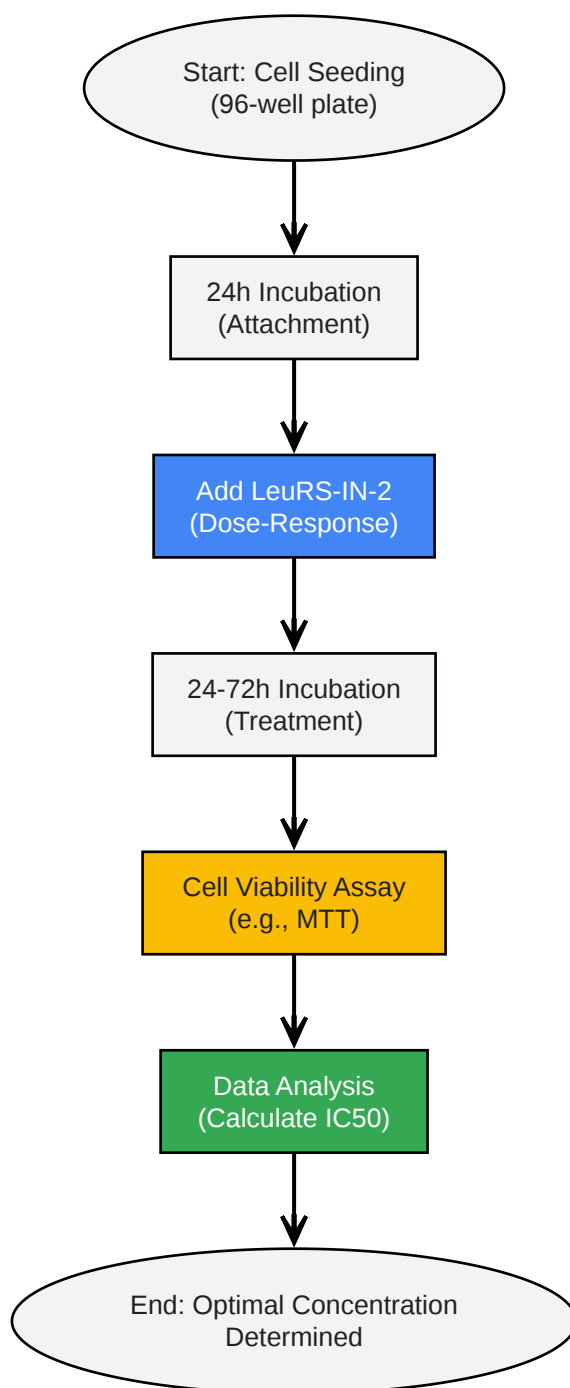 Start: Cell Seeding
(96-well plate)
24h Incubation
(Attachment)
Add LeuRS-IN-2
(Dose-Response)
24-72h Incubation
(Treatment)
Cell Viability Assay
(e.g., MTT)
Data Analysis
(Calculate IC50)
End: Optimal Concentration
Determined